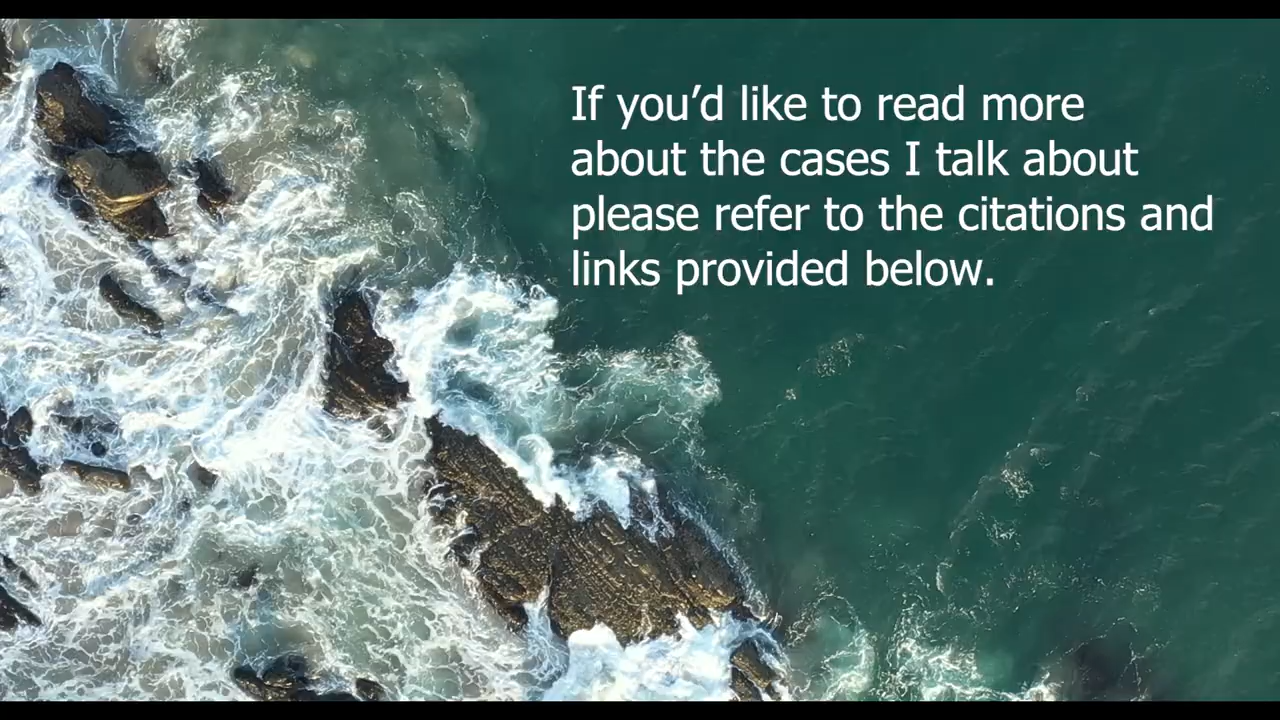 If you’d like to read more
about the cases I talk about
please refer to the citations and
links provided below.